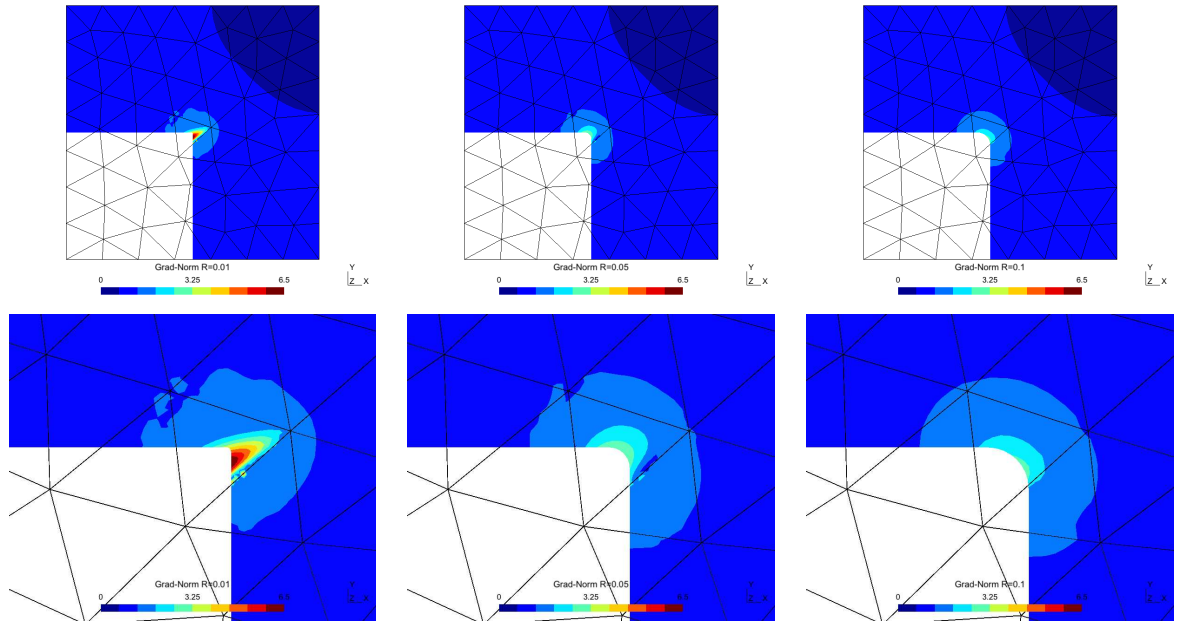 Grad-Norm R=0.01
0 3.25 6.5
Y
Z X
Grad-Norm R=0.05
0 3.25 6.5
Y
Z X
Grad-Norm R=0.1
0 3.25 6.5
Y
Z X
Grad-Norm R=0.01
0 3.25 6.5
Y
Z X
Grad-Norm R=0.05
0 3.25 6.5
Y
Z X
Grad-Norm R=0.1
0 3.25 6.5
Y
Z X